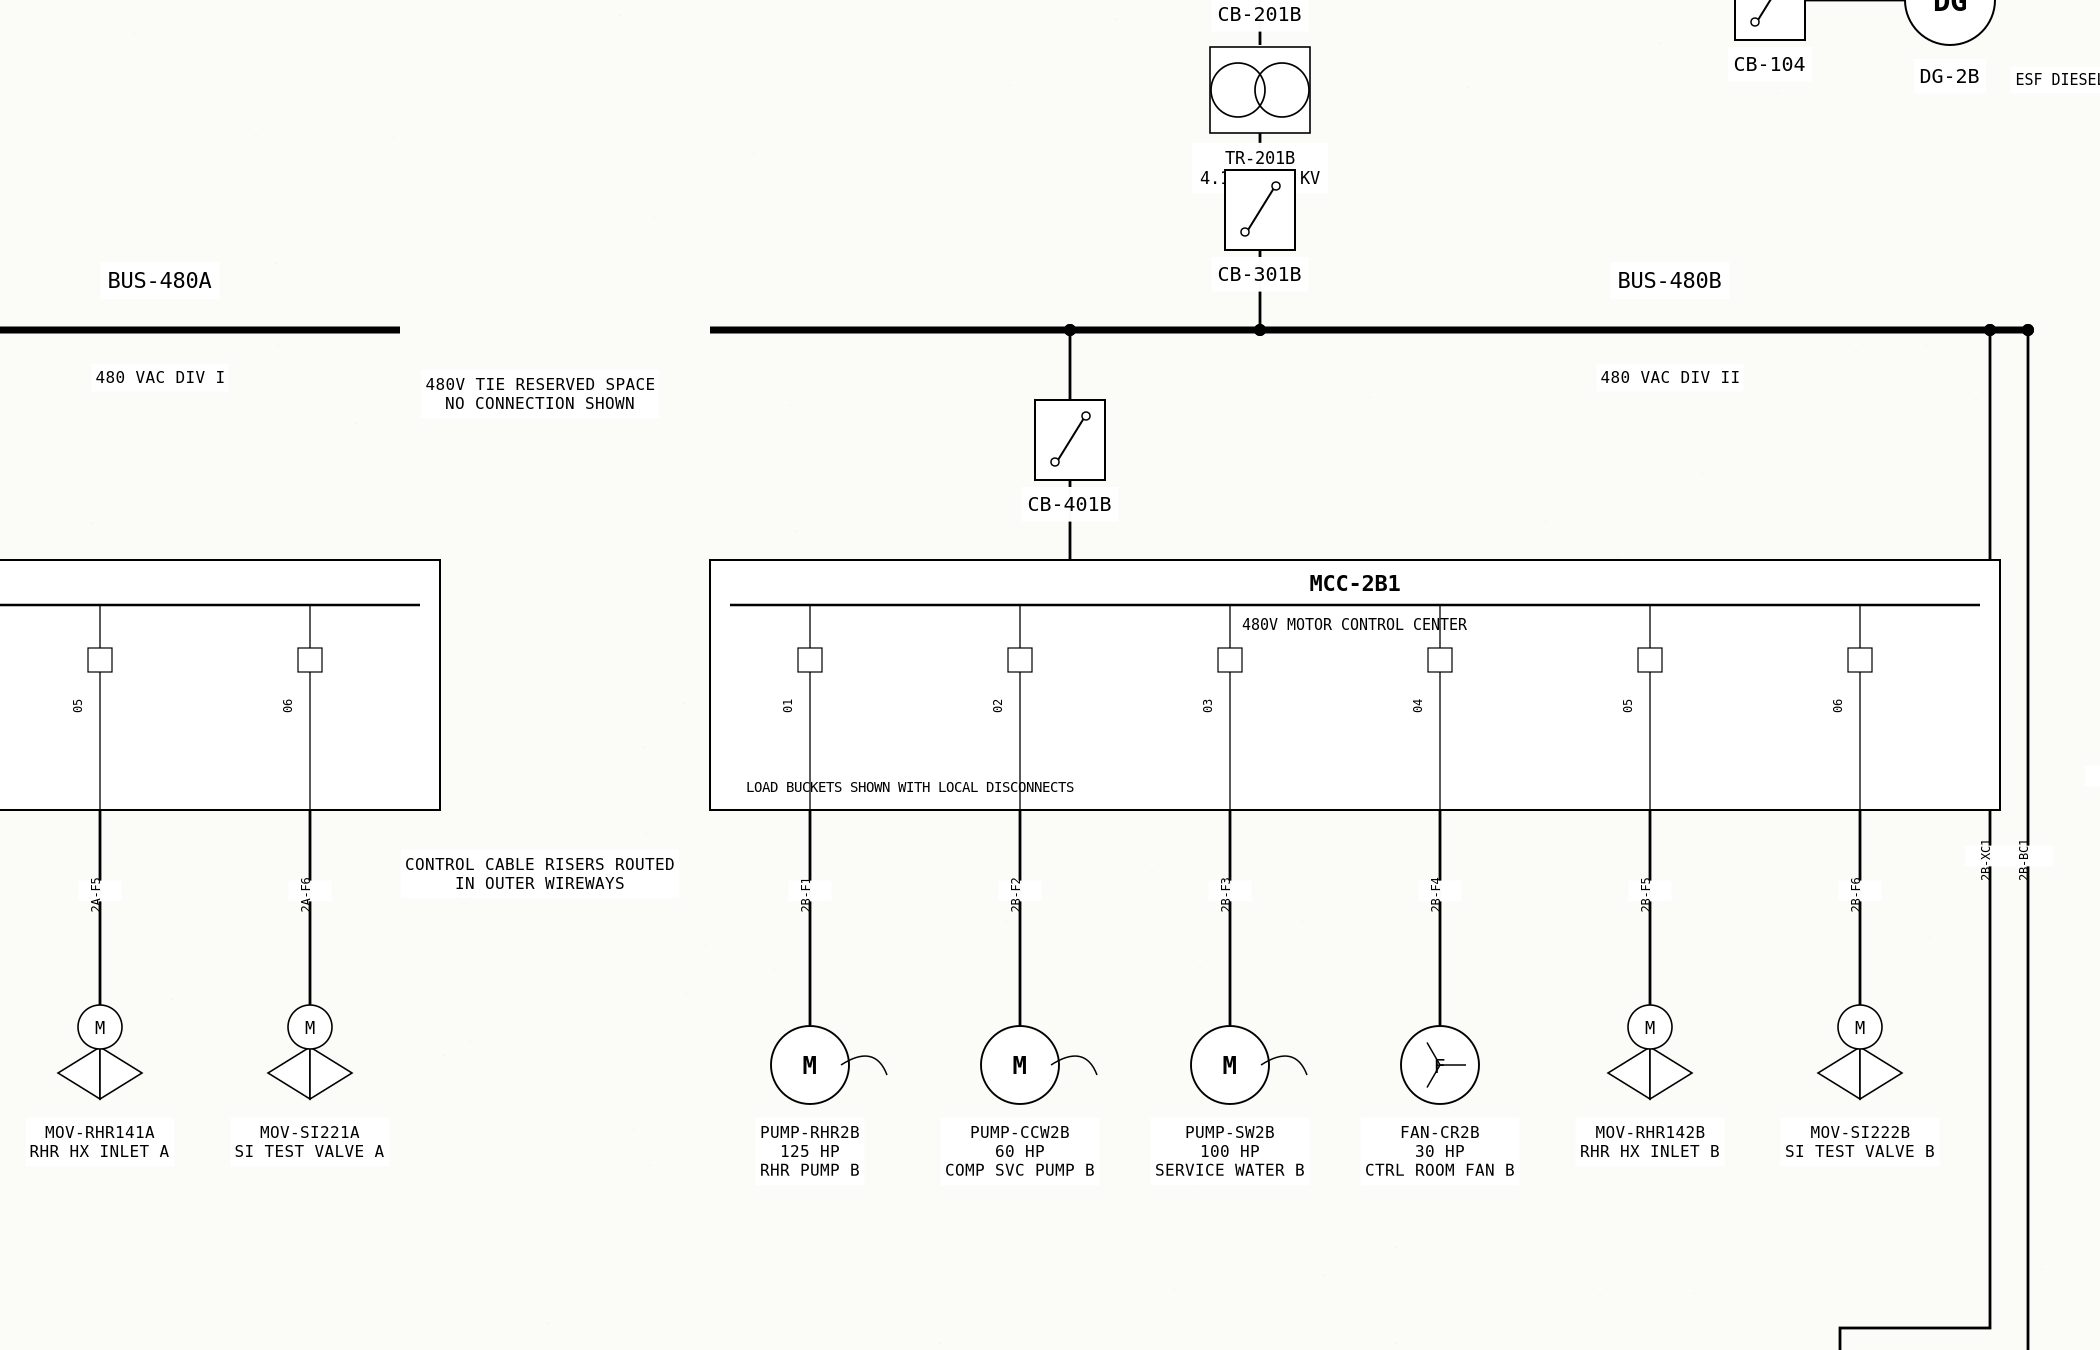 CB-201B
DG
CB-104
DG-2B
ESF DIESEL
TR-201B
KV
CB-301B
BUS-480A
BUS-480B
480 VAC DIV I
480V TIE RESERVED SPACE
NO CONNECTION SHOWN
480 VAC DIV II
CB-401B
MCC-2B1
480V MOTOR CONTROL CENTER
05
06
01
02
03
04
05
06
LOAD BUCKETS SHOWN WITH LOCAL DISCONNECTS
CONTROL CABLE RISERS ROUTED
IN OUTER WIREWAYS
2A-F5
2A-F6
2B-F1
2B-F2
2B-F3
2B-F4
2B-F5
2B-F6
2B-XC1
2B-BC1
M
M
M
M
M
F
M
M
MOV-RHR141A
RHR HX INLET A
MOV-SI221A
SI TEST VALVE A
PUMP-RHR2B
125 HP
RHR PUMP B
PUMP-CCW2B
60 HP
COMP SVC PUMP B
PUMP-SW2B
100 HP
SERVICE WATER B
FAN-CR2B
30 HP
CTRL ROOM FAN B
MOV-RHR142B
RHR HX INLET B
MOV-SI222B
SI TEST VALVE B